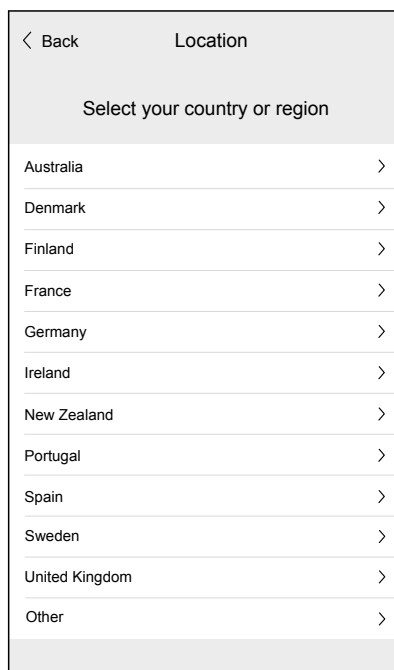 Back Location
Select your country or region
Australia
Denmark
Finland
France
Germany
Ireland
New Zealand
Portugal
Spain
Sweden
United Kingdom
Other